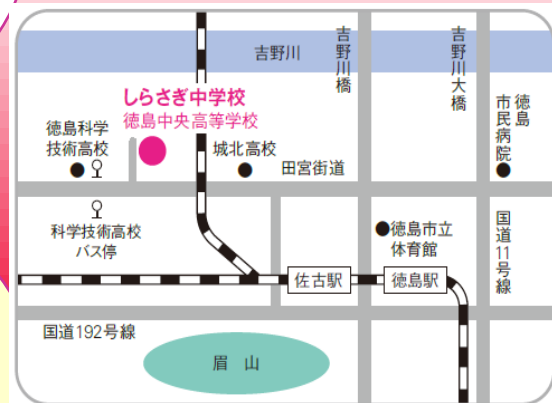 吉野川
吉野川橋
吉野川大橋
しらさぎ中学校
徳島中央高等学校
徳島科学
技術高校
城北高校
田宮街道
徳島
市民病院
科学技術高校
バス停
徳島市立
体育館
国道11号線
佐古駅
徳島駅
国道192号線
眉山